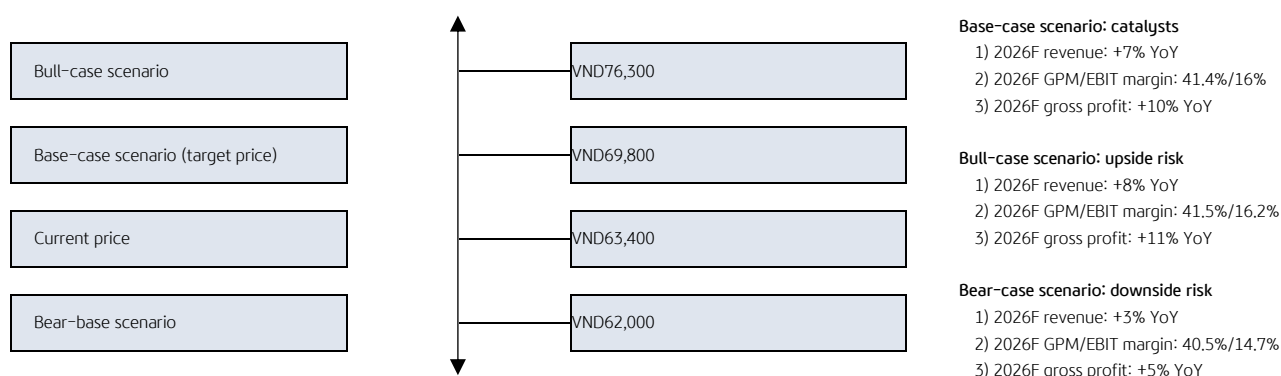 Bull-case scenario
VND76,300
Base-case scenario (target price)
VND69,800
Current price
VND63,400
Bear-base scenario
VND62,000
Base-case scenario: catalysts
1) 2026F revenue: +7% YoY
2) 2026F GPM/EBIT margin: 41.4%/16%
3) 2026F gross profit: +10% YoY
Bull-case scenario: upside risk
1) 2026F revenue: +8% YoY
2) 2026F GPM/EBIT margin: 41.5%/16.2%
3) 2026F gross profit: +11% YoY
Bear-case scenario: downside risk
1) 2026F revenue: +3% YoY
2) 2026F GPM/EBIT margin: 40.5%/14.7%
3) 2026F gross profit: +5% YoY